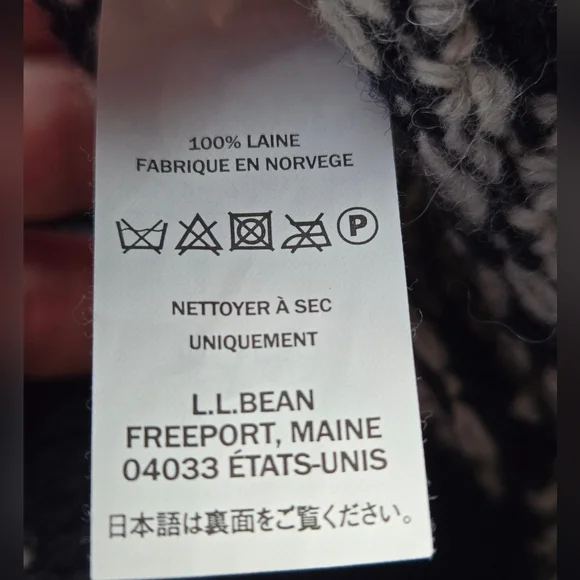 100% LAINE
FABRIQUE EN NORVEGE
P
NETTOYER À SEC
UNIQUEMENT
L.L.BEAN
FREEPORT, MAINE
04033 ÉTATS-UNIS
日本語は裏面をご覧ください。